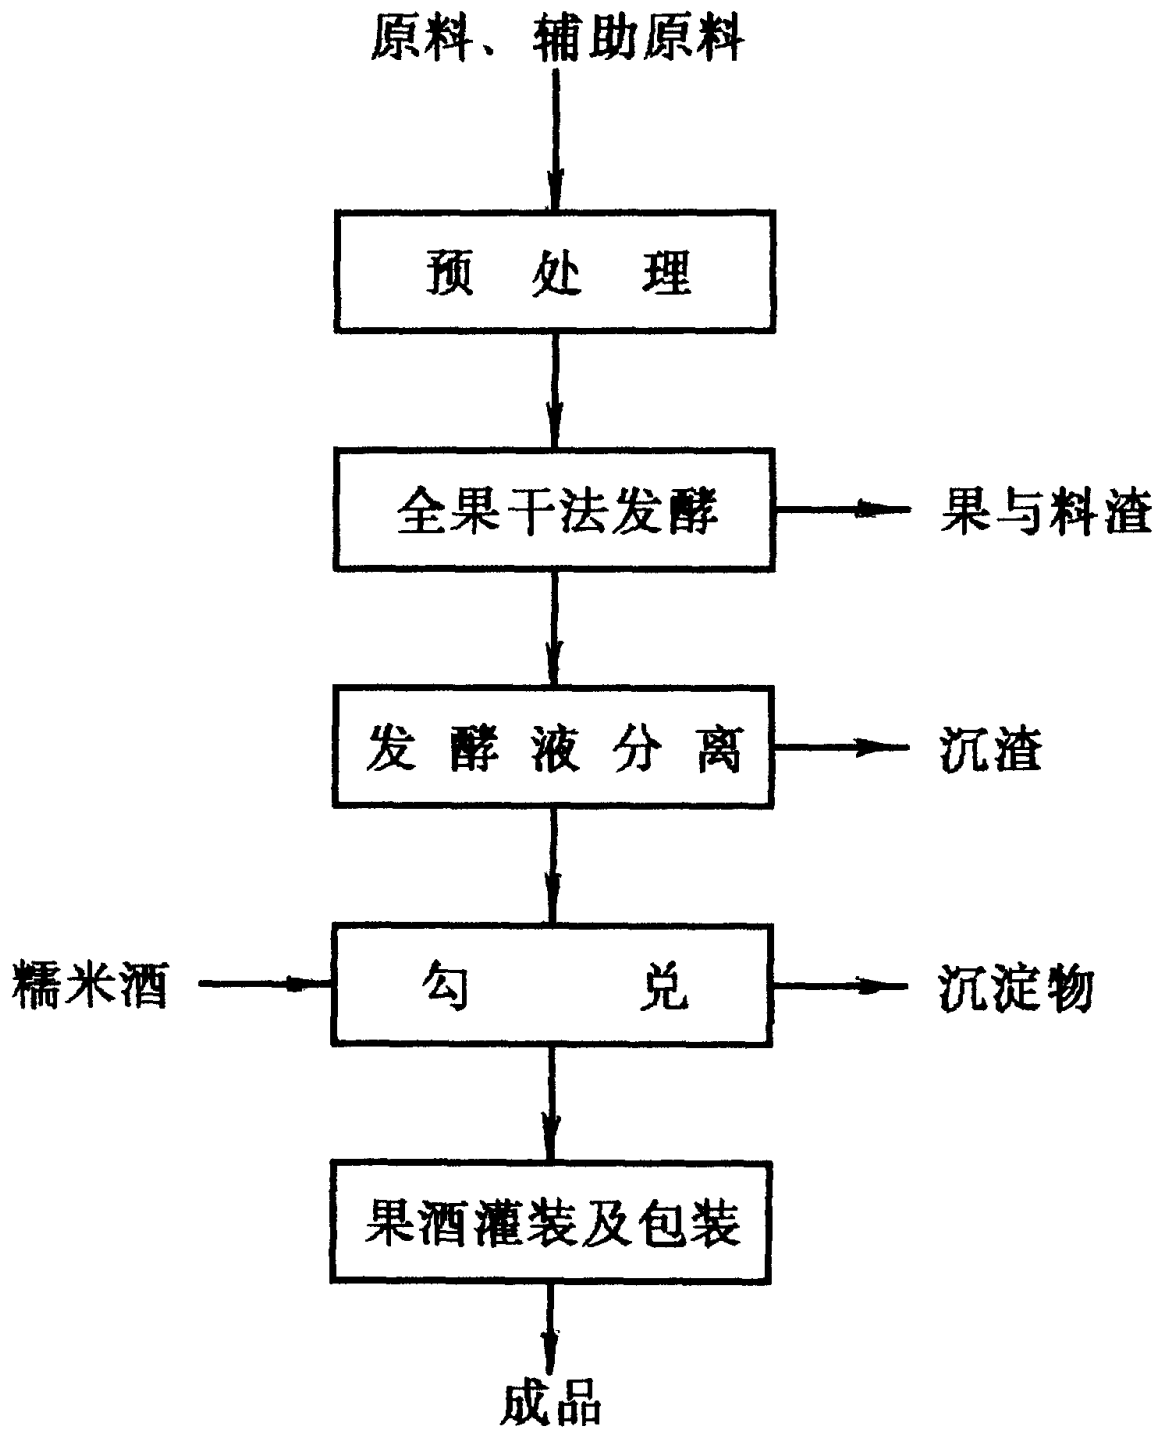 原料、辅助原料
预处理
全果干法发酵
果与料渣
发酵液分离
沉渣
糯米酒
勾兑
沉淀物
果酒灌装及包装
成品